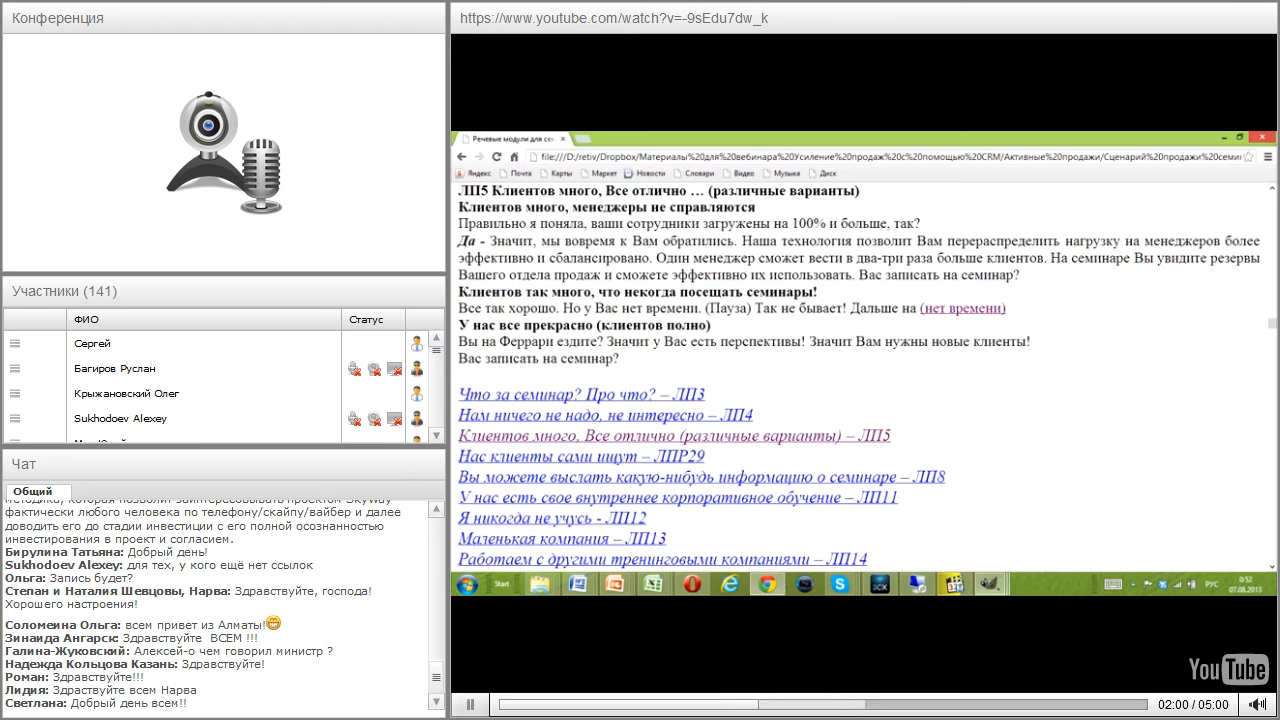 Конференция
https://www.youtube.com/watch?v=-9sEdu7dw_k
Участники (141)
ФИО
Статус
Сергей
Багиров Руслан
Крыжановский Олег
Sukhodoev Alexey
Чат
Общий
методика, которая позволит заинтересовывать проектом SkyWay
фактически любого человека по телефону/скайпу/вайбер и далее
доводить его до стадии инвестиции с его полной осознанностью
инвестирования в проект и согласием.
Бирулина Татьяна: Добрый день!
Sukhodoev Alexey: для тех, у кого ещё нет ссылок
Ольга: Запись будет?
Степан и Наталия Шевцовы, Нарва: Здравствуйте, господа!
Хорошего настроения!
Соломеина Ольга: всем привет из Алматы!
Зинаида Ангарск: Здравствуйте ВСЕМ !!!
Галина-Жуковский: Алексей-о чем говорил министр ?
Надежда Кольцова Казань: Здравствуйте!
Роман: Здравствуйте!!!
Лидия: Здраствуйте всем Нарва
Светлана: Добрый день всем!!
Речевые модули для се
file:///D:/retiv/Dropbox/Материалы%20для%20вебинара%20Усиление%20продаж%20с%20помощью%20CRM/Активные%20продажи/Сценарий%20продажи%20семи
Яндекс Почта Карты Маркет Новости Словари Видео Музыка Диск
ЛП5 Клиентов много, Все отлично … (различные варианты)
Клиентов много, менеджеры не справляются
Правильно я поняла, ваши сотрудники загружены на 100% и больше, так?
Да - Значит, мы вовремя к Вам обратились. Наша технология позволит Вам перераспределить нагрузку на менеджеров более
эффективно и сбалансировано. Один менеджер сможет вести в два-три раза больше клиентов. На семинаре Вы увидите резервы
Вашего отдела продаж и сможете эффективно их использовать. Вас записать на семинар?
Клиентов так много, что некогда посещать семинары!
Все так хорошо. Но у Вас нет времени. (Пауза) Так не бывает! Дальше на (нет времени)
У нас все прекрасно (клиентов полно)
Вы на Феррари ездите? Значит у Вас есть перспективы! Значит Вам нужны новые клиенты!
Вас записать на семинар?
Что за семинар? Про что? – ЛП3
Нам ничего не надо, не интересно – ЛП4
Клиентов много, Все отлично (различные варианты) – ЛП5
Нас клиенты сами ищут – ЛПР29
Вы можете выслать какую-нибудь информацию о семинаре – ЛП8
У нас есть свое внутреннее корпоративное обучение – ЛП11
Я никогда не учусь - ЛП12
Маленькая компания – ЛП13
Работаем с другими тренинговыми компаниями – ЛП14
Start
РУС
0:52
07.08.2013
YouTube
02:00 / 05:00